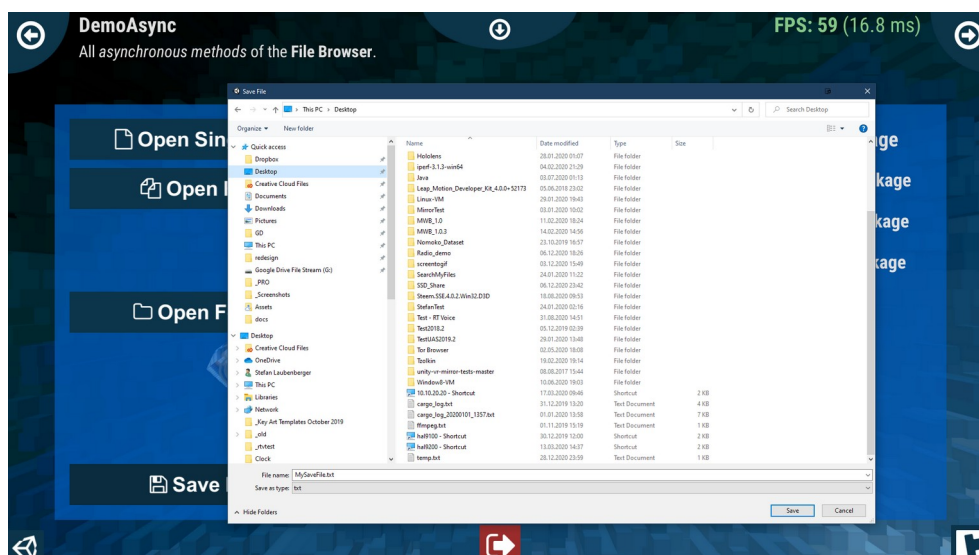 DemoAsync
All asynchronous methods of the File Browser.
FPS: 59 (16.8 ms)
Save File
This PC > Desktop
Search Desktop
Organize
New folder
Open Sin
Open
Open F
Save
ge
kage
kage
kage
Quick access
Dropbox
Desktop
Creative Cloud Files
Documents
Downloads
Pictures
GD
This PC
redesign
Google Drive File Stream (G:)
_PRO
_Screenshots
Assets
docs
Desktop
Creative Cloud Files
OneDrive
Stefan Laubenberger
This PC
Libraries
Network
_Key Art Templates October 2019
_old
_rtvtest
Clock
Name Date modified Type Size
Hololens 28.01.2020 01:07 File folder
iperf-3.1.3-win64 04.02.2020 21:29 File folder
Java 03.07.2020 01:13 File folder
Leap_Motion_Developer_Kit_4.0.0+52173 05.06.2018 23:02 File folder
Linux-VM 29.01.2020 19:43 File folder
MirrorTest 03.01.2020 10:02 File folder
MWB_1.0 11.02.2020 18:24 File folder
MWB_1.0.3 14.02.2020 14:56 File folder
Nomoko_Dataset 23.10.2019 16:57 File folder
Radio_demo 06.12.2020 18:26 File folder
screentogif 03.12.2020 15:49 File folder
SearchMyFiles 24.01.2020 11:22 File folder
SSD_Share 06.12.2020 23:42 File folder
Steem.SSE.4.0.2.Win32.D3D 18.08.2020 09:53 File folder
StefanTest 24.01.2020 02:16 File folder
Test - RT Voice 31.08.2020 14:51 File folder
Test2018.2 05.12.2019 02:39 File folder
TestUAS2019.2 29.01.2020 13:48 File folder
Tor Browser 02.05.2020 18:08 File folder
Tzolkin 19.02.2020 19:14 File folder
unity-vr-mirror-tests-master 08.08.2017 15:44 File folder
Window8-VM 10.06.2020 19:03 File folder
10.10.20.20 - Shortcut 17.03.2020 09:46 Shortcut 2 KB
cargo_log.txt 31.12.2019 13:20 Text Document 4 KB
cargo_log_20200101_1357.txt 01.01.2020 13:58 Text Document 7 KB
ffmpeg.txt 01.11.2019 15:19 Text Document 1 KB
hal9100 - Shortcut 30.12.2019 12:00 Shortcut 2 KB
hal9200 - Shortcut 13.03.2020 14:37 Shortcut 2 KB
temp.txt 28.12.2020 23:59 Text Document 1 KB
File name: MySaveFile.txt
Save as type: txt
Hide Folders
Save
Cancel